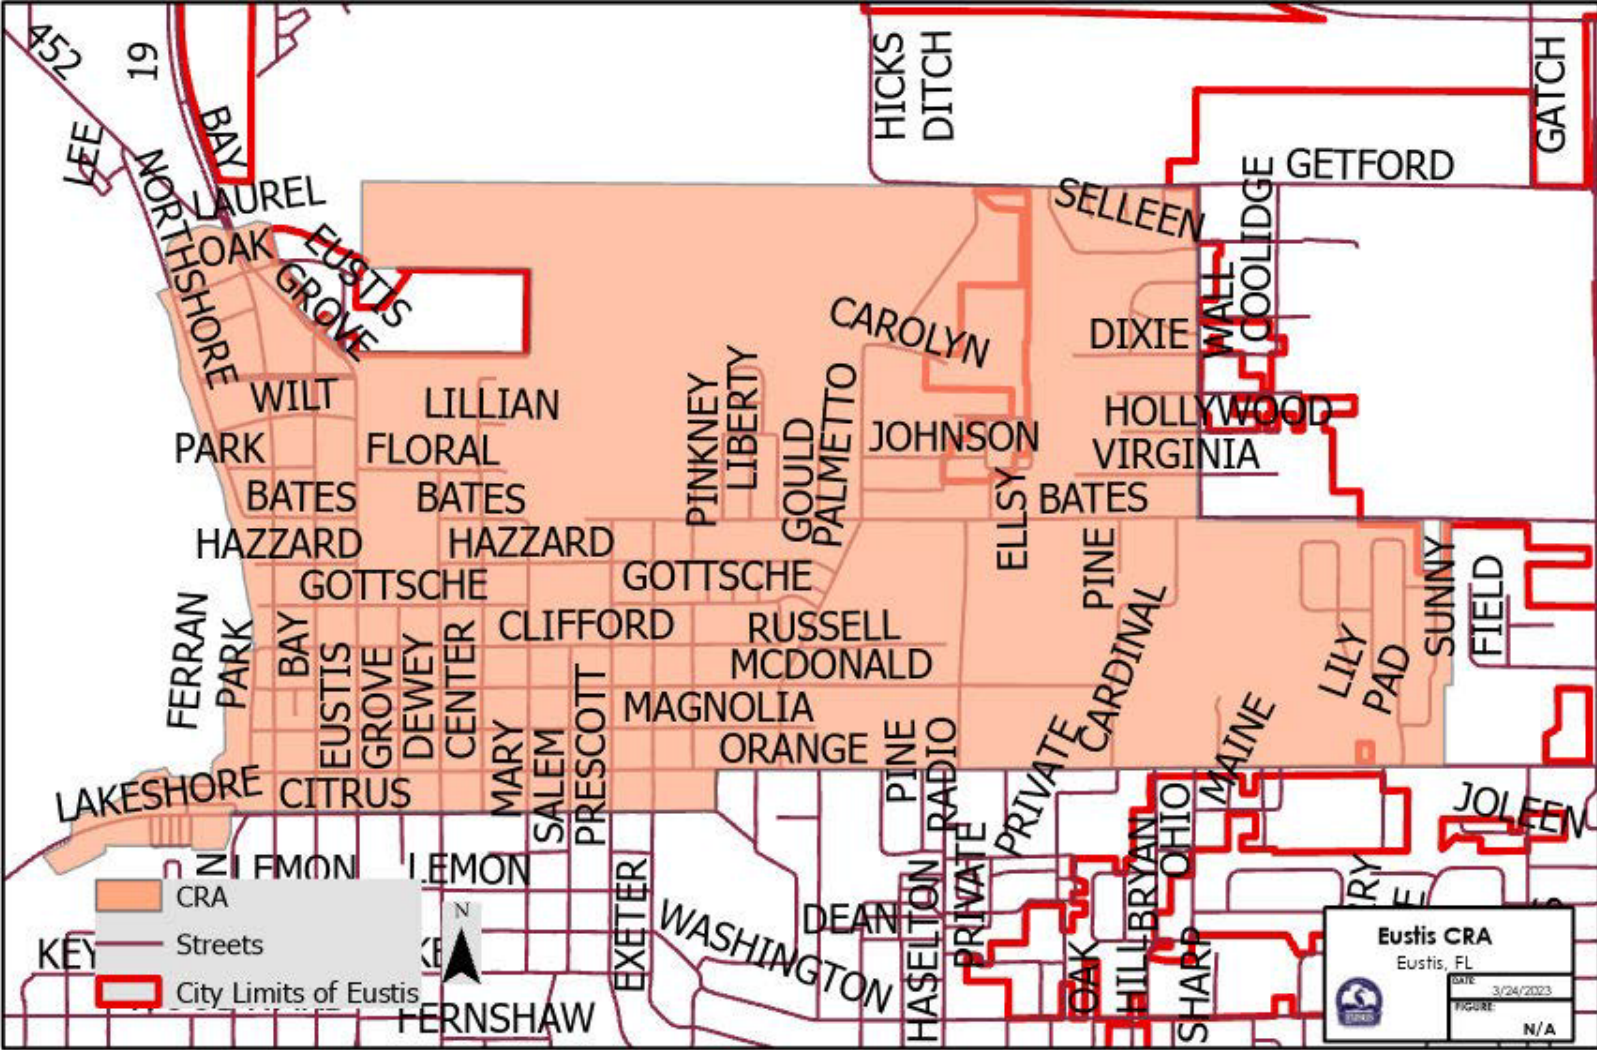 452
19
BAY
HICKS
DITCH
GATCH
LEE
NORTHSHORE
LAUREL
GETFORD
COOLIDGE
SELLEEN
OAK
EUSTIS
GROVE
WALL
CAROLYN
DIXIE
WILT
LILLIAN
PINKNEY
LIBERTY
GOULD
PALMETTO
HOLLYWOOD
PARK
FLORAL
JOHNSON
VIRGINIA
BATES
BATES
ELLSY
BATES
HAZZARD
HAZZARD
PINE
SUNNY
FIELD
GOTTSCHE
GOTTSCHE
FERRAN
PARK
BAY
CLIFFORD
RUSSELL
CARDINAL
LILY
PAD
EUSTIS
GROVE
DEWEY
CENTER
MCDONALD
PRESCOTT
MAGNOLIA
MARY
SALEM
ORANGE
PINE
RADIO
PRIVATE
MAINE
LAKESHORE
CITRUS
OHIO
JOLEEN
LEMON
LEMON
EXETER
HASELTON
PRIVATE
BRYAN
HILL
DEAN
WASHINGTON
OAK
SHARP
KEY
FERNSHAW
CRA
Streets
City Limits of Eustis
N
Eustis CRA
Eustis, FL
DATE:
3/24/2023
FIGURE:
N/A